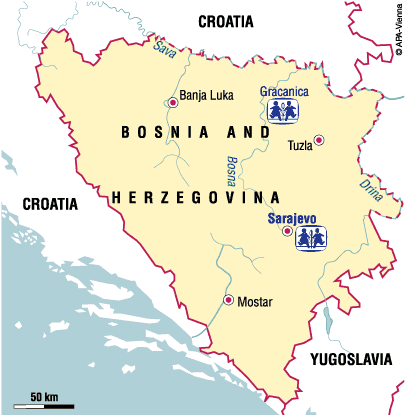 © APA-Vienna
CROATIA
Sava
Gracanica
Banja Luka
BOSNIA AND
Tuzla
Bosna
Drina
HERZEGOVINA
CROATIA
Sarajevo
Mostar
YUGOSLAVIA
50 km